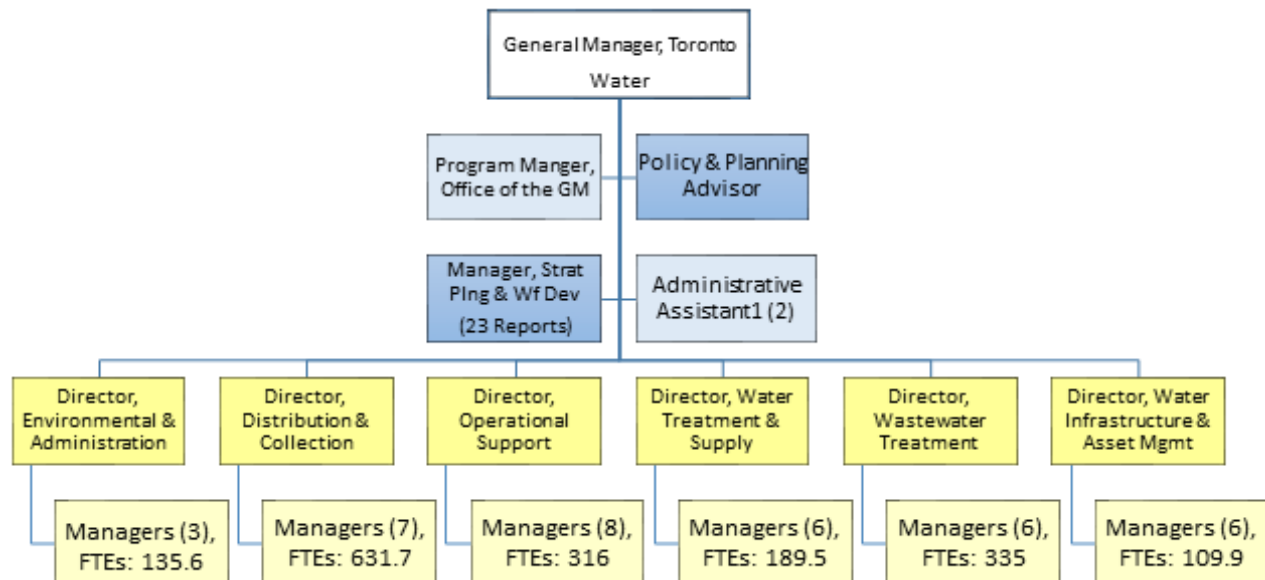 General Manager, Toronto
Water
Program Manger,
Office of the GM
Policy & Planning
Advisor
Manager, Strat
Plng & Wf Dev
(23 Reports)
Administrative
Assistant1 (2)
Director,
Environmental &
Administration
Director,
Distribution &
Collection
Director,
Operational
Support
Director, Water
Treatment &
Supply
Director,
Wastewater
Treatment
Director, Water
Infrastructure &
Asset Mgmt
Managers (3),
FTEs: 135.6
Managers (7),
FTEs: 631.7
Managers (8),
FTEs: 316
Managers (6),
FTEs: 189.5
Managers (6),
FTEs: 335
Managers (6),
FTEs: 109.9